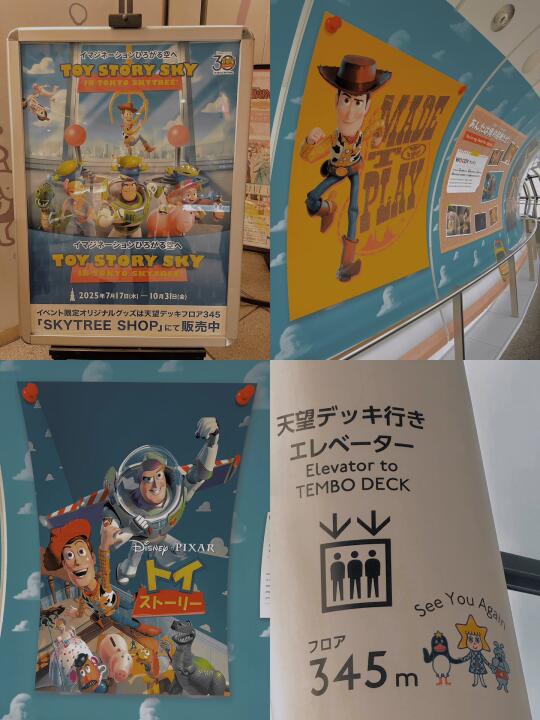 イマジネーションひろがる空へ
TOY STORY SKY
IN TOKYO SKYTREE®
30
イマジネーションひろがる空へ
TOY STORY SKY
IN TOKYO SKYTREE®
2025年7月17日(木) ― 10月31日(金)
イベント限定オリジナルグッズは天望デッキフロア345
「SKYTREE SHOP」にて販売中
MADE
TO
PLAY
WOODY
DISNEY・PIXAR
トイ
ストーリー
天望デッキ行き
エレベーター
Elevator to
TEMBO DECK
See You Again
フロア
345m